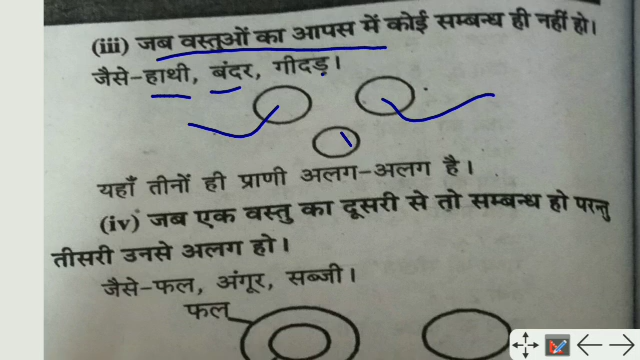 (iii) जब वस्तुओं का आपस में कोई सम्बन्ध ही नहीं हो।
जैसे-हाथी, बंदर, गीदड़।
यहाँ तीनों ही प्राणी अलग-अलग है।
(iv) जब एक वस्तु का दूसरी से तो सम्बन्ध हो परन्तु
तीसरी उनसे अलग हो।
जैसे-फल, अंगूर, सब्जी।
फल